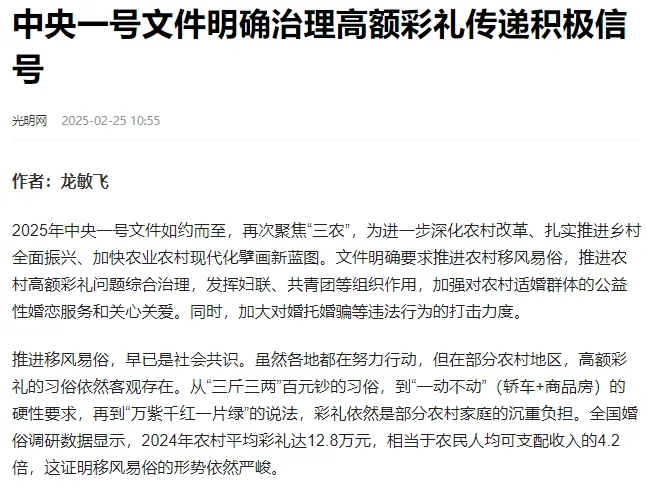 中央一号文件明确治理高额彩礼传递积极信
号
光明网 2025-02-25 10:55
作者：龙敏飞
2025年中央一号文件如约而至，再次聚焦“三农”，为进一步深化农村改革、扎实推进乡村
全面振兴、加快农业农村现代化擘画新蓝图。文件明确要求推进农村移风易俗，推进农
村高额彩礼问题综合治理，发挥妇联、共青团等组织作用，加强对农村适婚群体的公益
性婚恋服务和关心关爱。同时，加大对婚托婚骗等违法行为的打击力度。
推进移风易俗，早已是社会共识。虽然各地都在努力行动，但在部分农村地区，高额彩
礼的习俗依然客观存在。从“三斤三两”百元钞的习俗，到“一动不动”（轿车+商品房）的
硬性要求，再到“万紫千红一片绿”的说法，彩礼依然是部分农村家庭的沉重负担。全国婚
俗调研数据显示，2024年农村平均彩礼达12.8万元，相当于农民人均可支配收入的4.2
倍，这证明移风易俗的形势依然严峻。